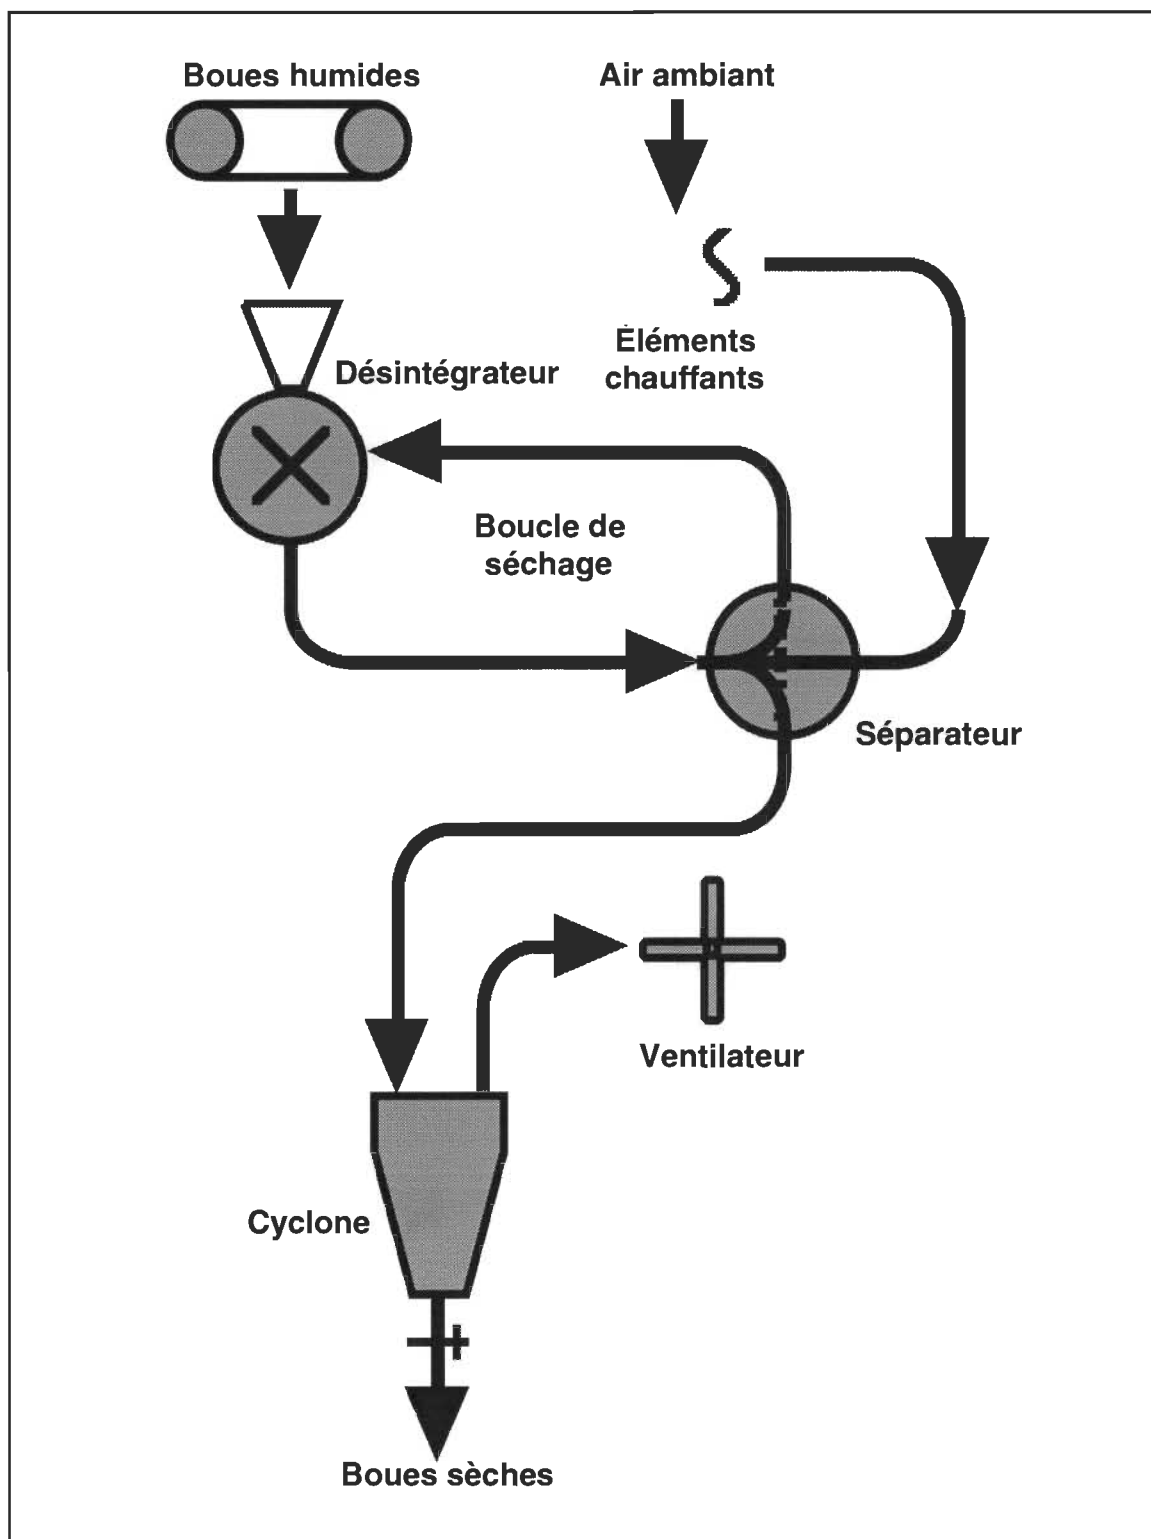 Boues humides
Air ambiant
Éléments
chauffants
Désintégrateur
Boucle de
séchage
Séparateur
Ventilateur
Cyclone
Boues sèches